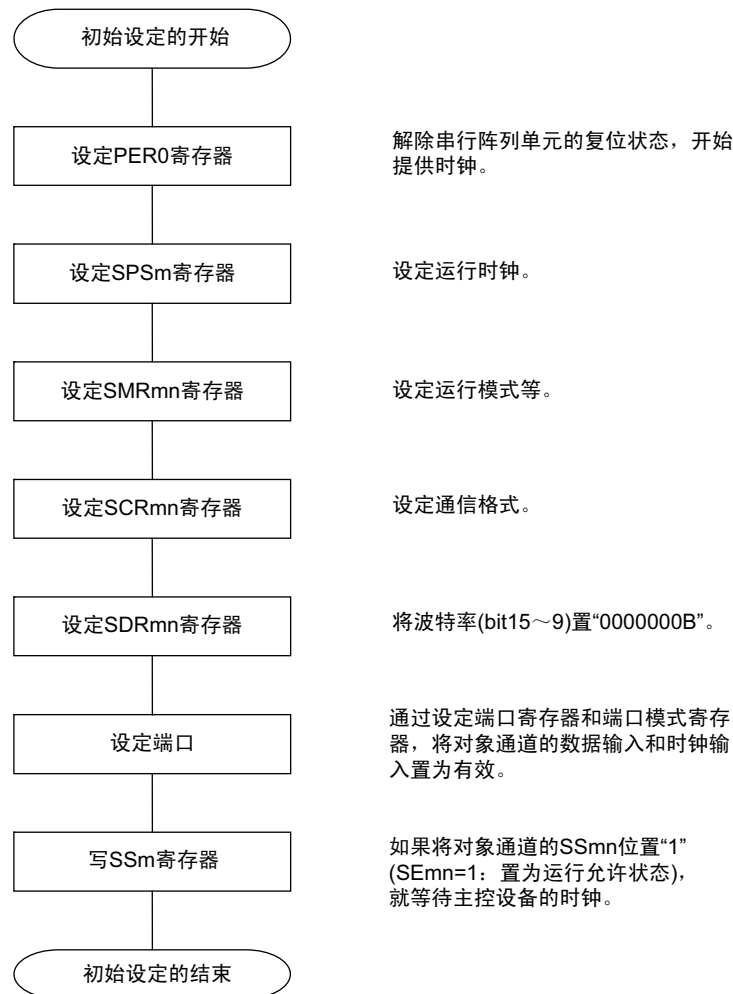 初始设定的开始
设定PER0寄存器
解除串行阵列单元的复位状态，开始
提供时钟。
设定SPSm寄存器
设定运行时钟。
设定SMRmn寄存器
设定运行模式等。
设定SCRmn寄存器
设定通信格式。
设定SDRmn寄存器
将波特率(bit15～9)置“0000000B”。
设定端口
通过设定端口寄存器和端口模式寄存
器，将对象通道的数据输入和时钟输
入置为有效。
写SSm寄存器
如果将对象通道的SSmn位置“1”
(SEmn=1：置为运行允许状态)，
就等待主控设备的时钟。
初始设定的结束